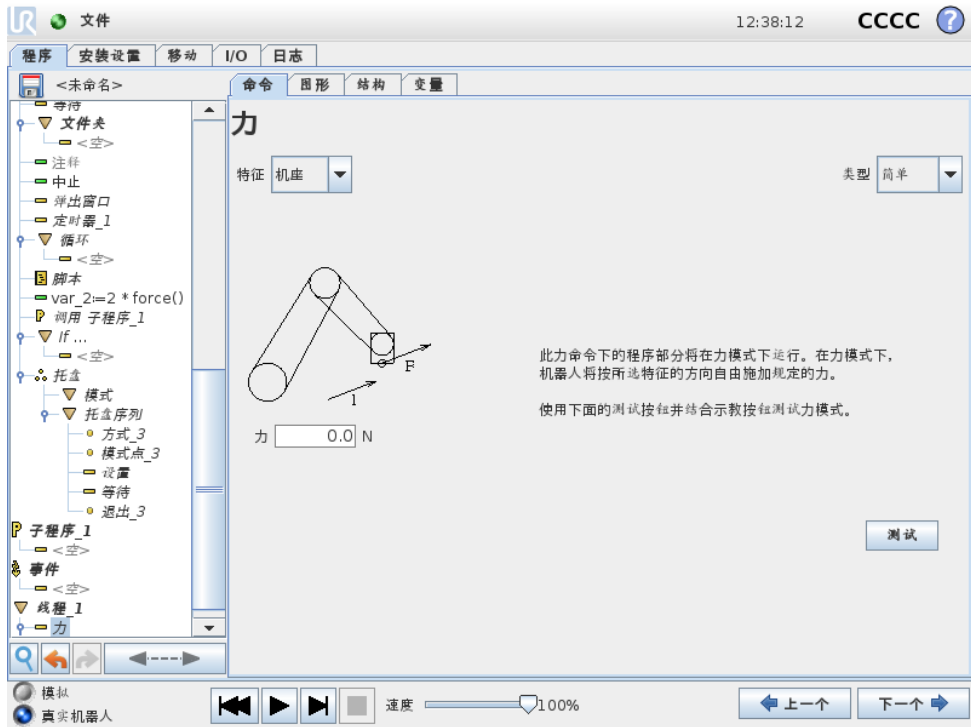 UR 文件 12:38:12 CCCC ?
程序 安装设置 移动 I/O 日志
<未命名> 命令 图形 结构 变量
等待
文件夹
<空>
注释
中止
弹出窗口
定时器_1
循环
<空>
脚本
var_2:=2 * force()
P 调用 子程序_1
If ...
<空>
托盒
模式
托盒序列
方式_3
模式点_3
设置
等待
退出_3
P 子程序_1
<空>
事件
<空>
线程_1
力
力
特征 机座
类型 简单
F
1
力 0.0 N
此力命令下的程序部分将在力模式下运行。在力模式下，
机器人将按所选特征的方向自由施加规定的力。
使用下面的测试按钮并结合示教按钮测试力模式。
测试
模拟
真实机器人
速度 100%
上一个 下一个